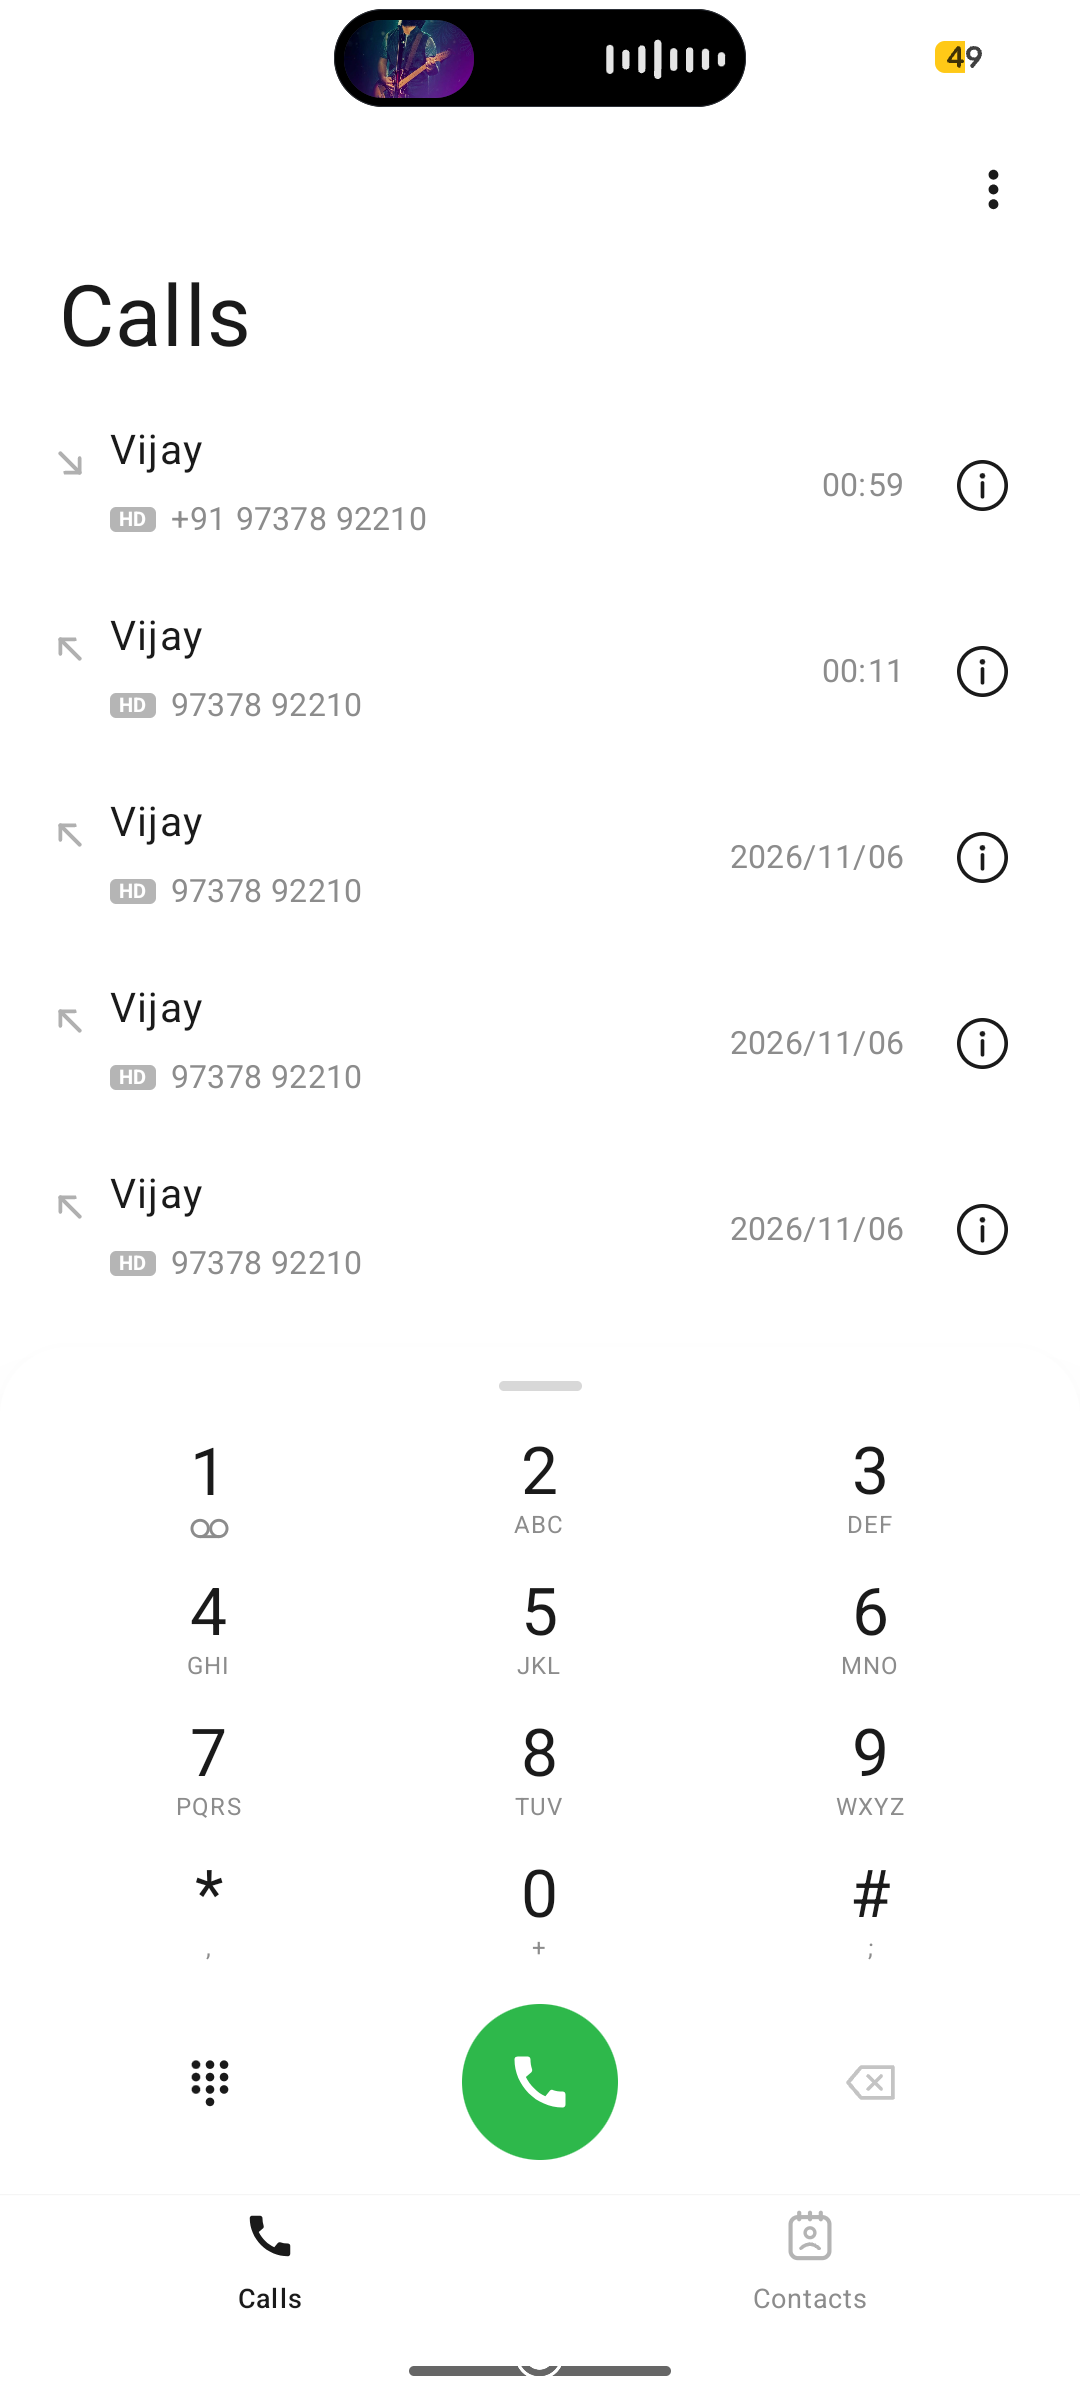 49
Calls
Vijay
00:59
HD +91 97378 92210
Vijay
00:11
HD 97378 92210
Vijay
2026/11/06
HD 97378 92210
Vijay
2026/11/06
HD 97378 92210
Vijay
2026/11/06
HD 97378 92210
1 2 3
ABC DEF
4 5 6
GHI JKL MNO
7 8 9
PQRS TUV WXYZ
* 0 #
, + ;
Calls Contacts